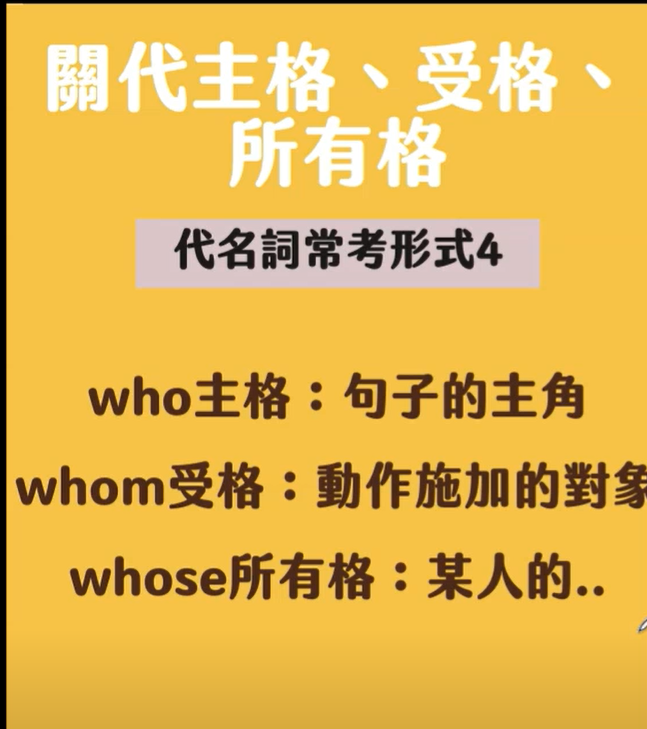 關代主格、受格、
所有格
代名詞常考形式4
who主格：句子的主角
whom受格：動作施加的對象
whose所有格：某人的..